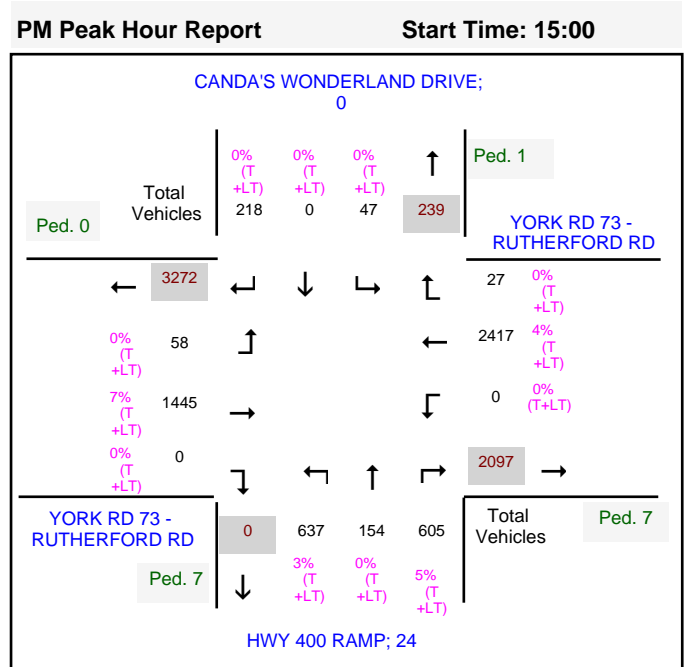 PM Peak Hour Report Start Time: 15:00
CANDA'S WONDERLAND DRIVE;
0
0% 0% 0%
(T (T (T
+LT) +LT) +LT)
Ped. 1
Total
Vehicles
218 0 47 239
Ped. 0
YORK RD 73 -
RUTHERFORD RD
3272
27 0%
(T
+LT)
0%
(T
+LT)
58
2417 4%
(T
+LT)
7%
(T
+LT)
1445
0 0%
(T+LT)
0%
(T
+LT)
0
2097
YORK RD 73 -
RUTHERFORD RD
0 637 154 605
Total
Vehicles
Ped. 7
Ped. 7
3% 0% 5%
(T (T (T
+LT) +LT) +LT)
HWY 400 RAMP; 24